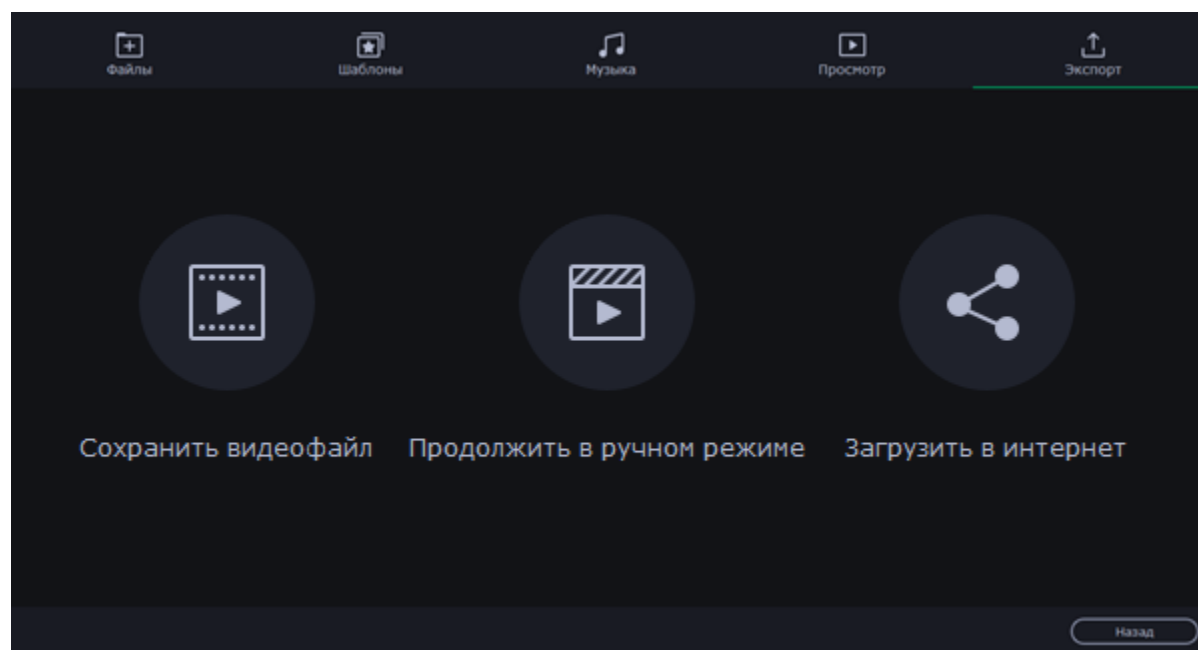 Файлы
Шаблоны
Музыка
Просмотр
Экспорт
Сохранить видеофайл
Продолжить в ручном режиме
Загрузить в интернет
Назад